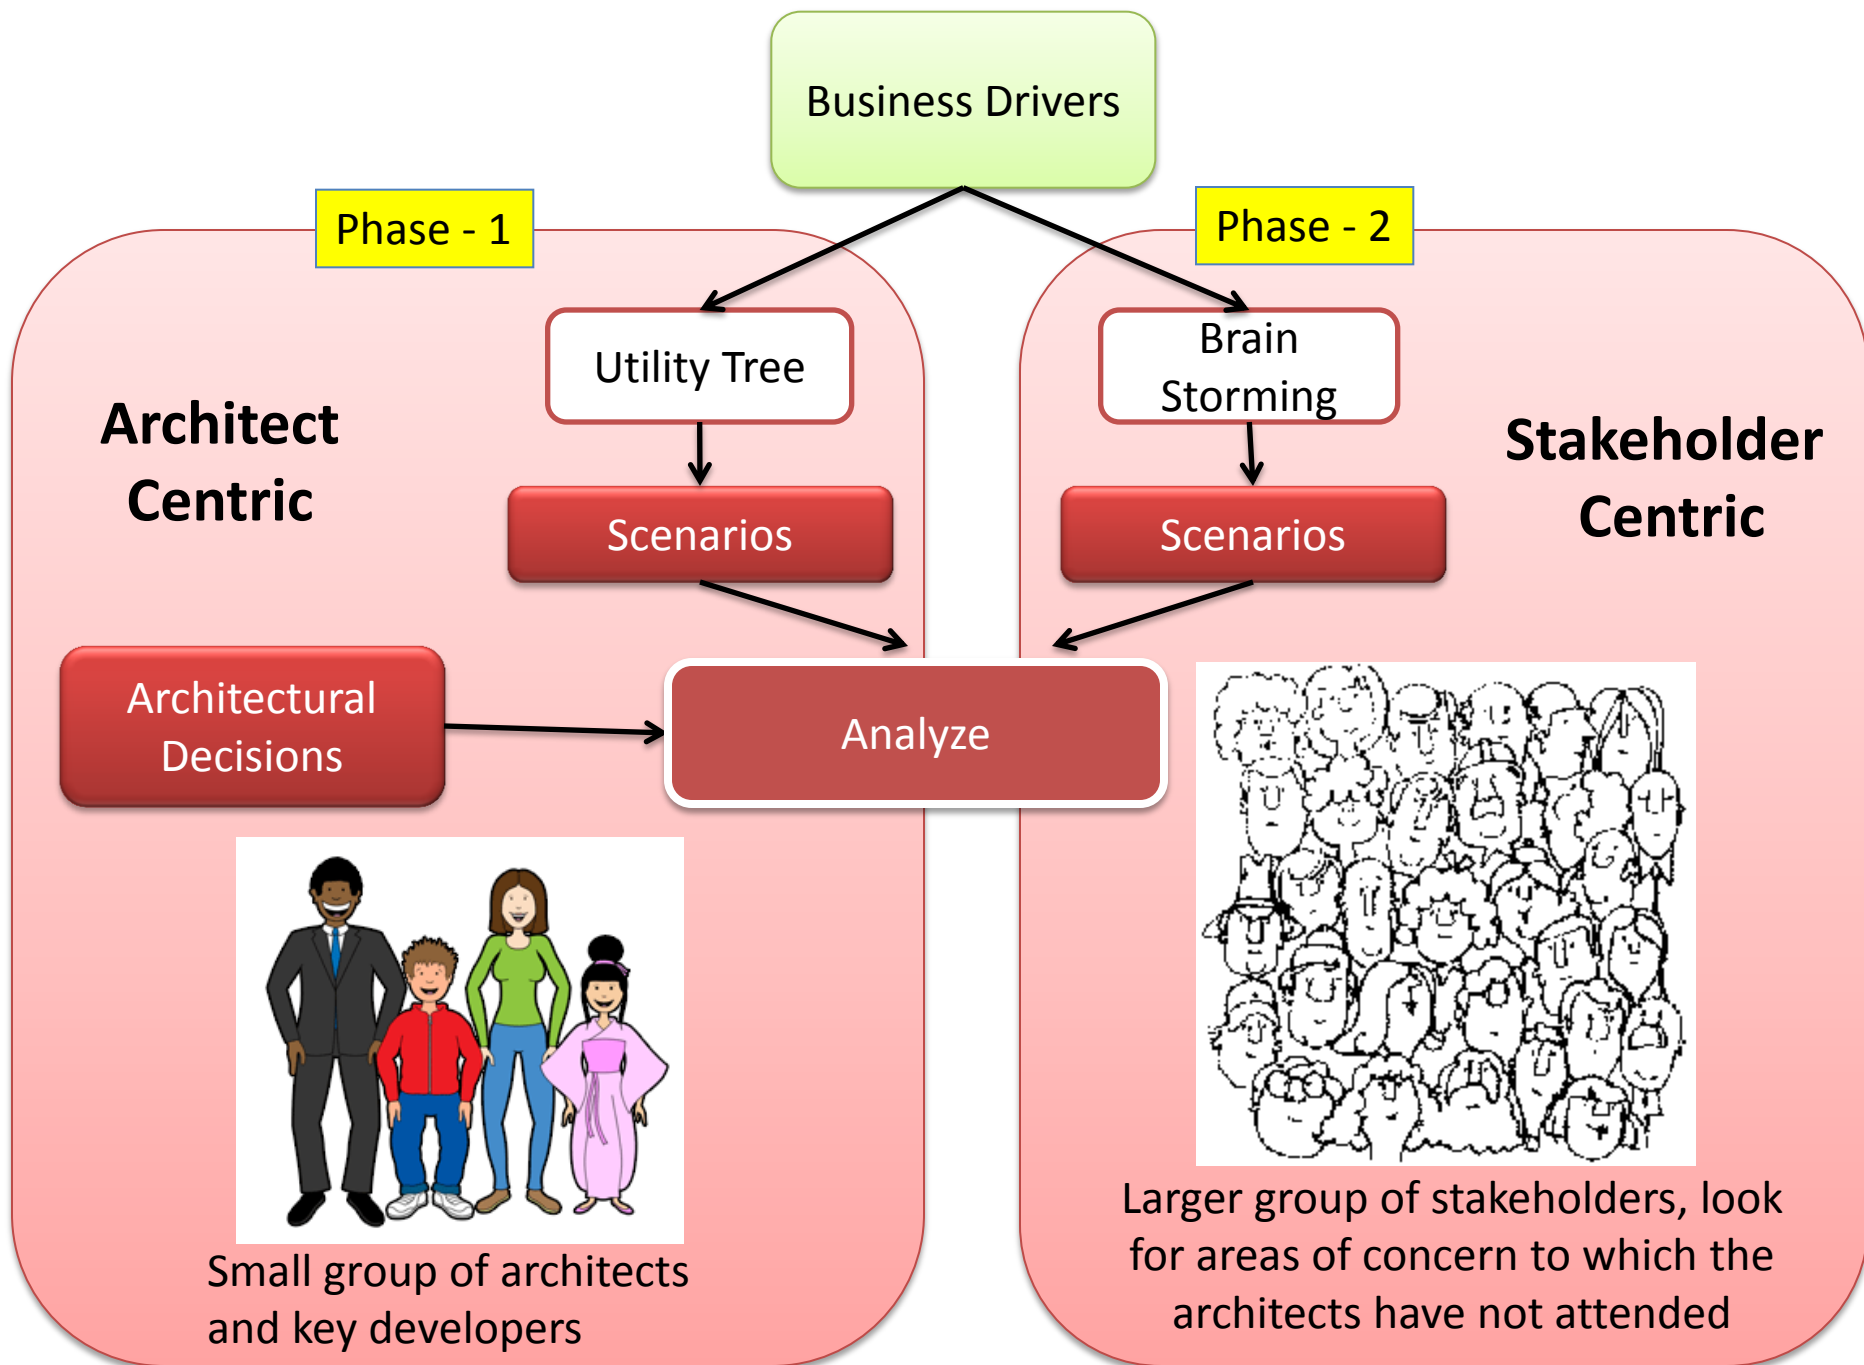 Business Drivers
Phase - 1
Phase - 2
Utility Tree
Brain
Storming
Architect
Centric
Stakeholder
Centric
Scenarios
Scenarios
Architectural
Decisions
Analyze
Small group of architects
and key developers
Larger group of stakeholders, look
for areas of concern to which the
architects have not attended